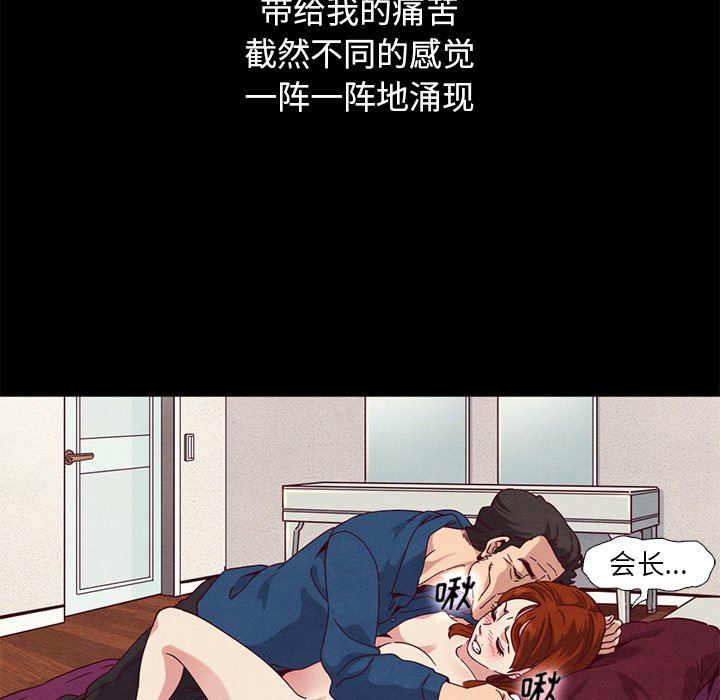 带给我的痛苦
截然不同的感觉
一阵一阵地涌现
会长...
啾
啾